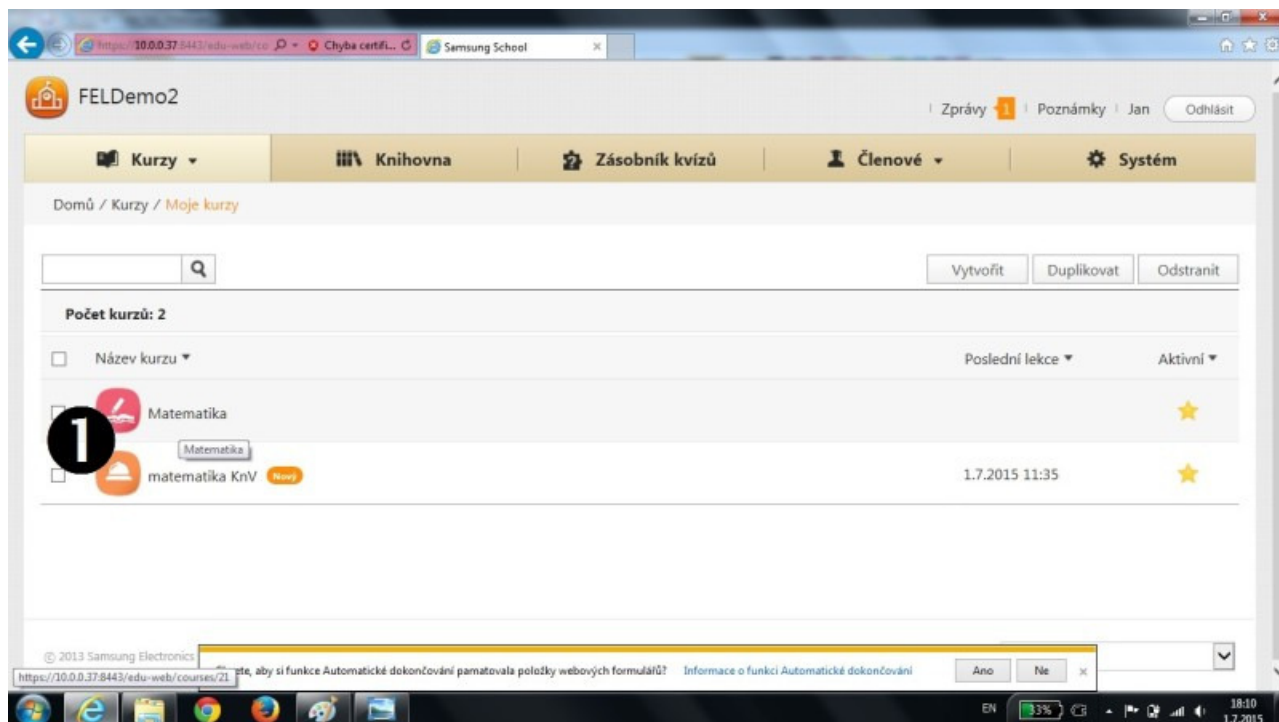 https://10.0.0.37:8443/edu-web/co Chyba certifi... Samsung School
FELDemo2
Zprávy 1 Poznámky Jan Odhlásit
Kurzy Knihovna Zásobník kvízů Členové Systém
Domů / Kurzy / Moje kurzy
Vytvořit Duplikovat Odstranit
Počet kurzů: 2
Název kurzu Poslední lekce Aktivní
Matematika
1
Matematika
matematika KnV Nový 1.7.2015 11:35
© 2013 Samsung Electronics
aby si funkce Automatické dokončování pamatovala položky webových formulářů? Informace o funkci Automatické dokončování Ano Ne
https://10.0.0.37:8443/edu-web/courses/21
EN 33% 18:10
1.7.2015